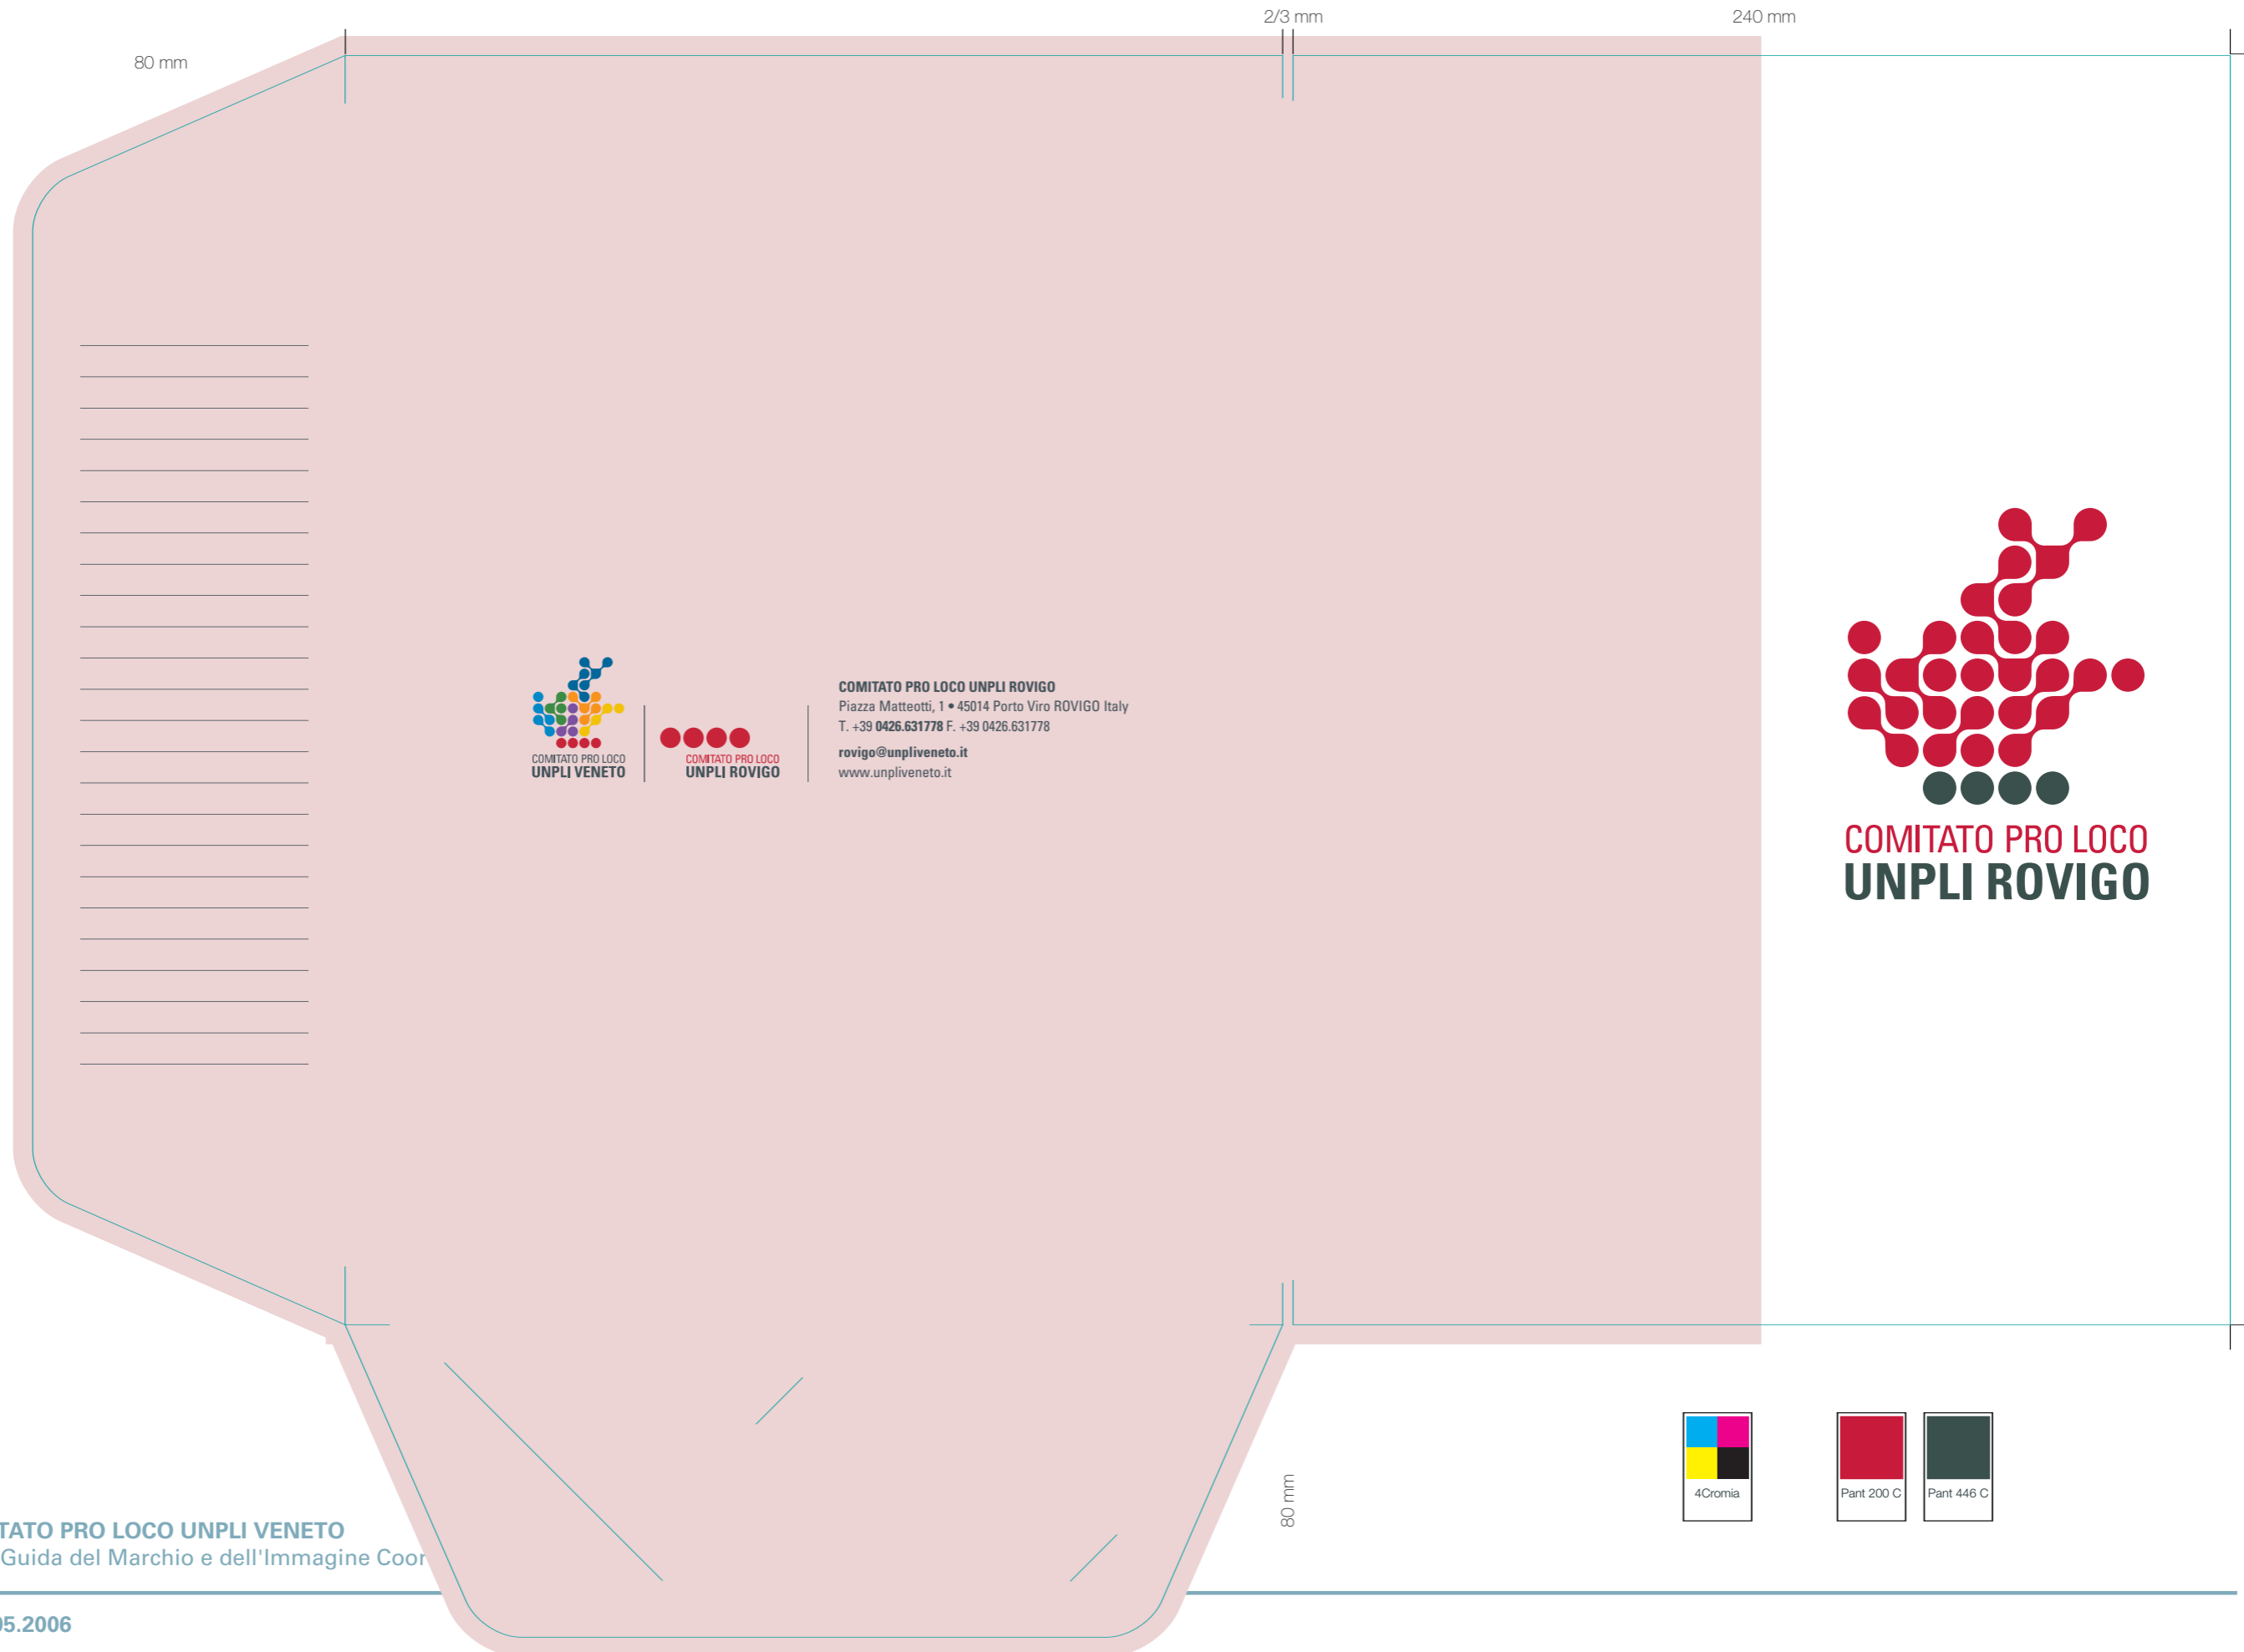 2/3 mm
240 mm
80 mm
COMITATO PRO LOCO
UNPLI VENETO
COMITATO PRO LOCO
UNPLI ROVIGO
COMITATO PRO LOCO UNPLI ROVIGO
Piazza Matteotti, 1 • 45014 Porto Viro ROVIGO Italy
T. +39 0426.631778 F. +39 0426.631778
rovigo@unpliveneto.it
www.unpliveneto.it
COMITATO PRO LOCO
UNPLI ROVIGO
80 mm
4Cromia
Pant 200 C
Pant 446 C
TATO PRO LOCO UNPLI VENETO
Guida del Marchio e dell'Immagine Coor
05.2006